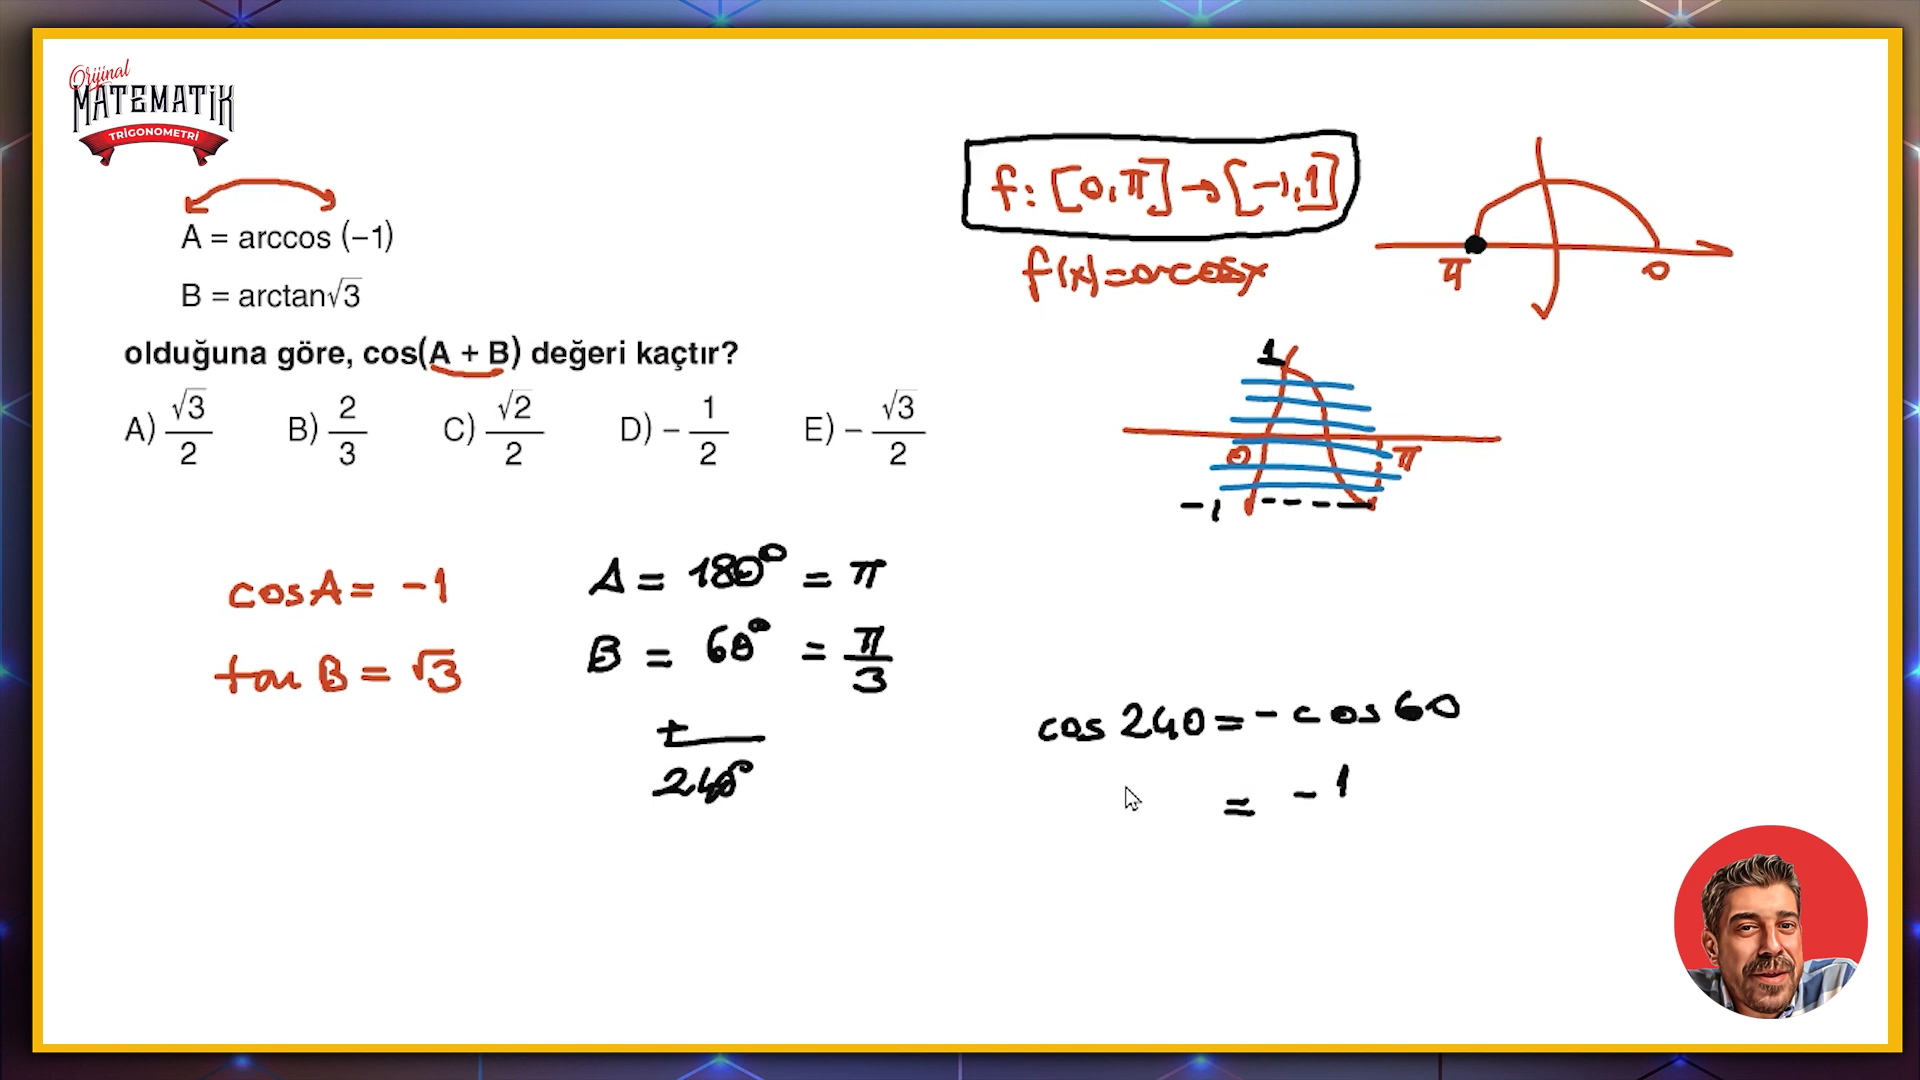 Orijinal
MATEMATİK
TRİGONOMETRİ
A = arccos (−1)
B = arctan√3
olduğuna göre, cos(A + B) değeri kaçtır?
A) √3/2 B) 2/3 C) √2/2 D) − 1/2 E) − √3/2
f: [0, π] → [−1, 1]
f(x) = arccosx
π 0
1
0 π
−1
cosA = −1
tan B = √3
A = 180° = π
B = 60° = π/3
+
240°
cos 240 = − cos 60
= − 1